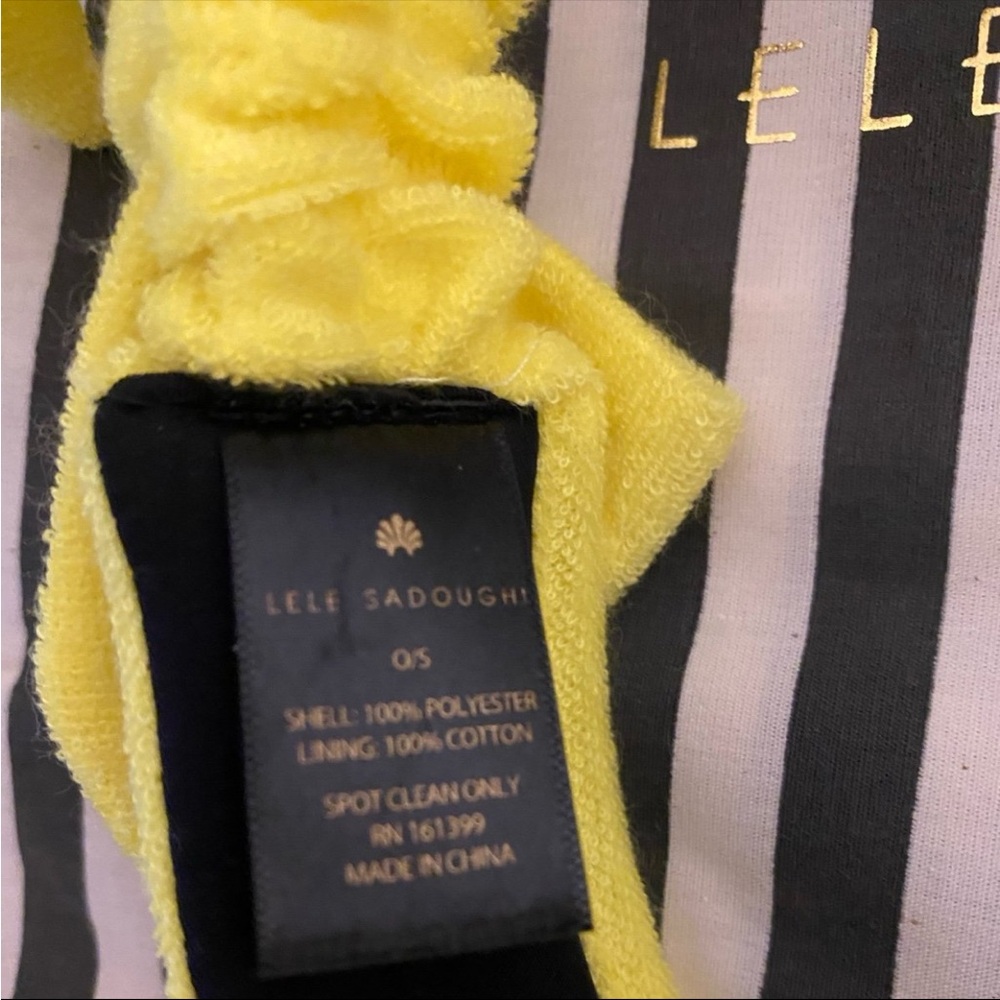 LELE
LELE SADOUGHI
O/S
SHELL: 100% POLYESTER
LINING: 100% COTTON
SPOT CLEAN ONLY
RN 161399
MADE IN CHINA